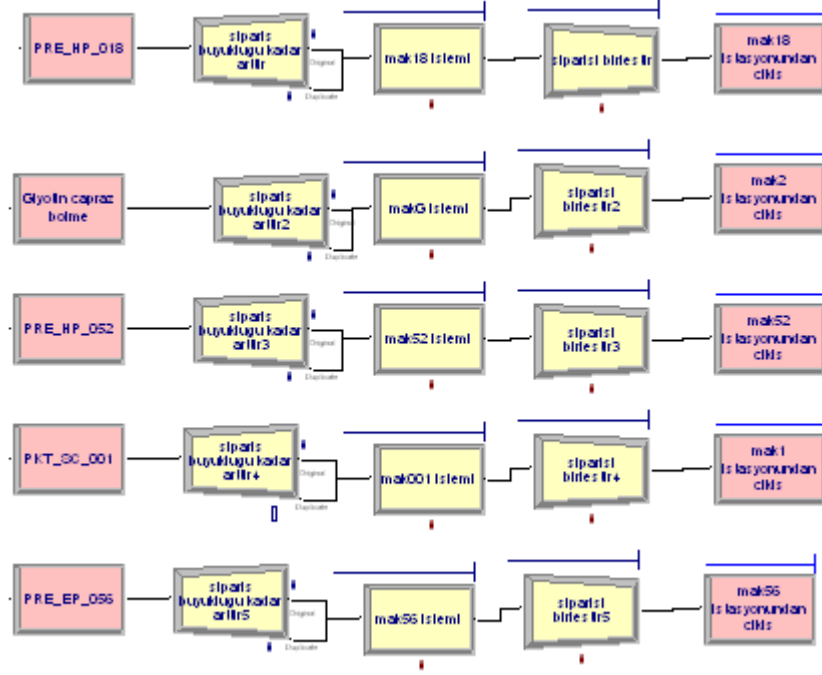 PRE_HP_018
siparis
buyuklugu kadar
arttir
Original
Duplicate
mak18 islemi
siparisi birlestir
mak18
istasyonundan
cikis
Giyotin capraz
bolme
siparis
buyuklugu kadar
arttir2
Original
Duplicate
makG islemi
siparisi
birlestir2
mak2
istasyonundan
cikis
PRE_HP_052
siparis
buyuklugu kadar
arttir3
Original
Duplicate
mak52 islemi
siparisi
birlestir3
mak52
istasyonundan
cikis
PKT_SC_001
siparis
buyuklugu kadar
arttir4
Original
Duplicate
mak001 islemi
siparisi
birlestir4
mak1
istasyonundan
cikis
PRE_EP_056
siparis
buyuklugu kadar
arttir5
Original
Duplicate
mak56 islemi
siparisi
birlestir5
mak56
istasyonundan
cikis